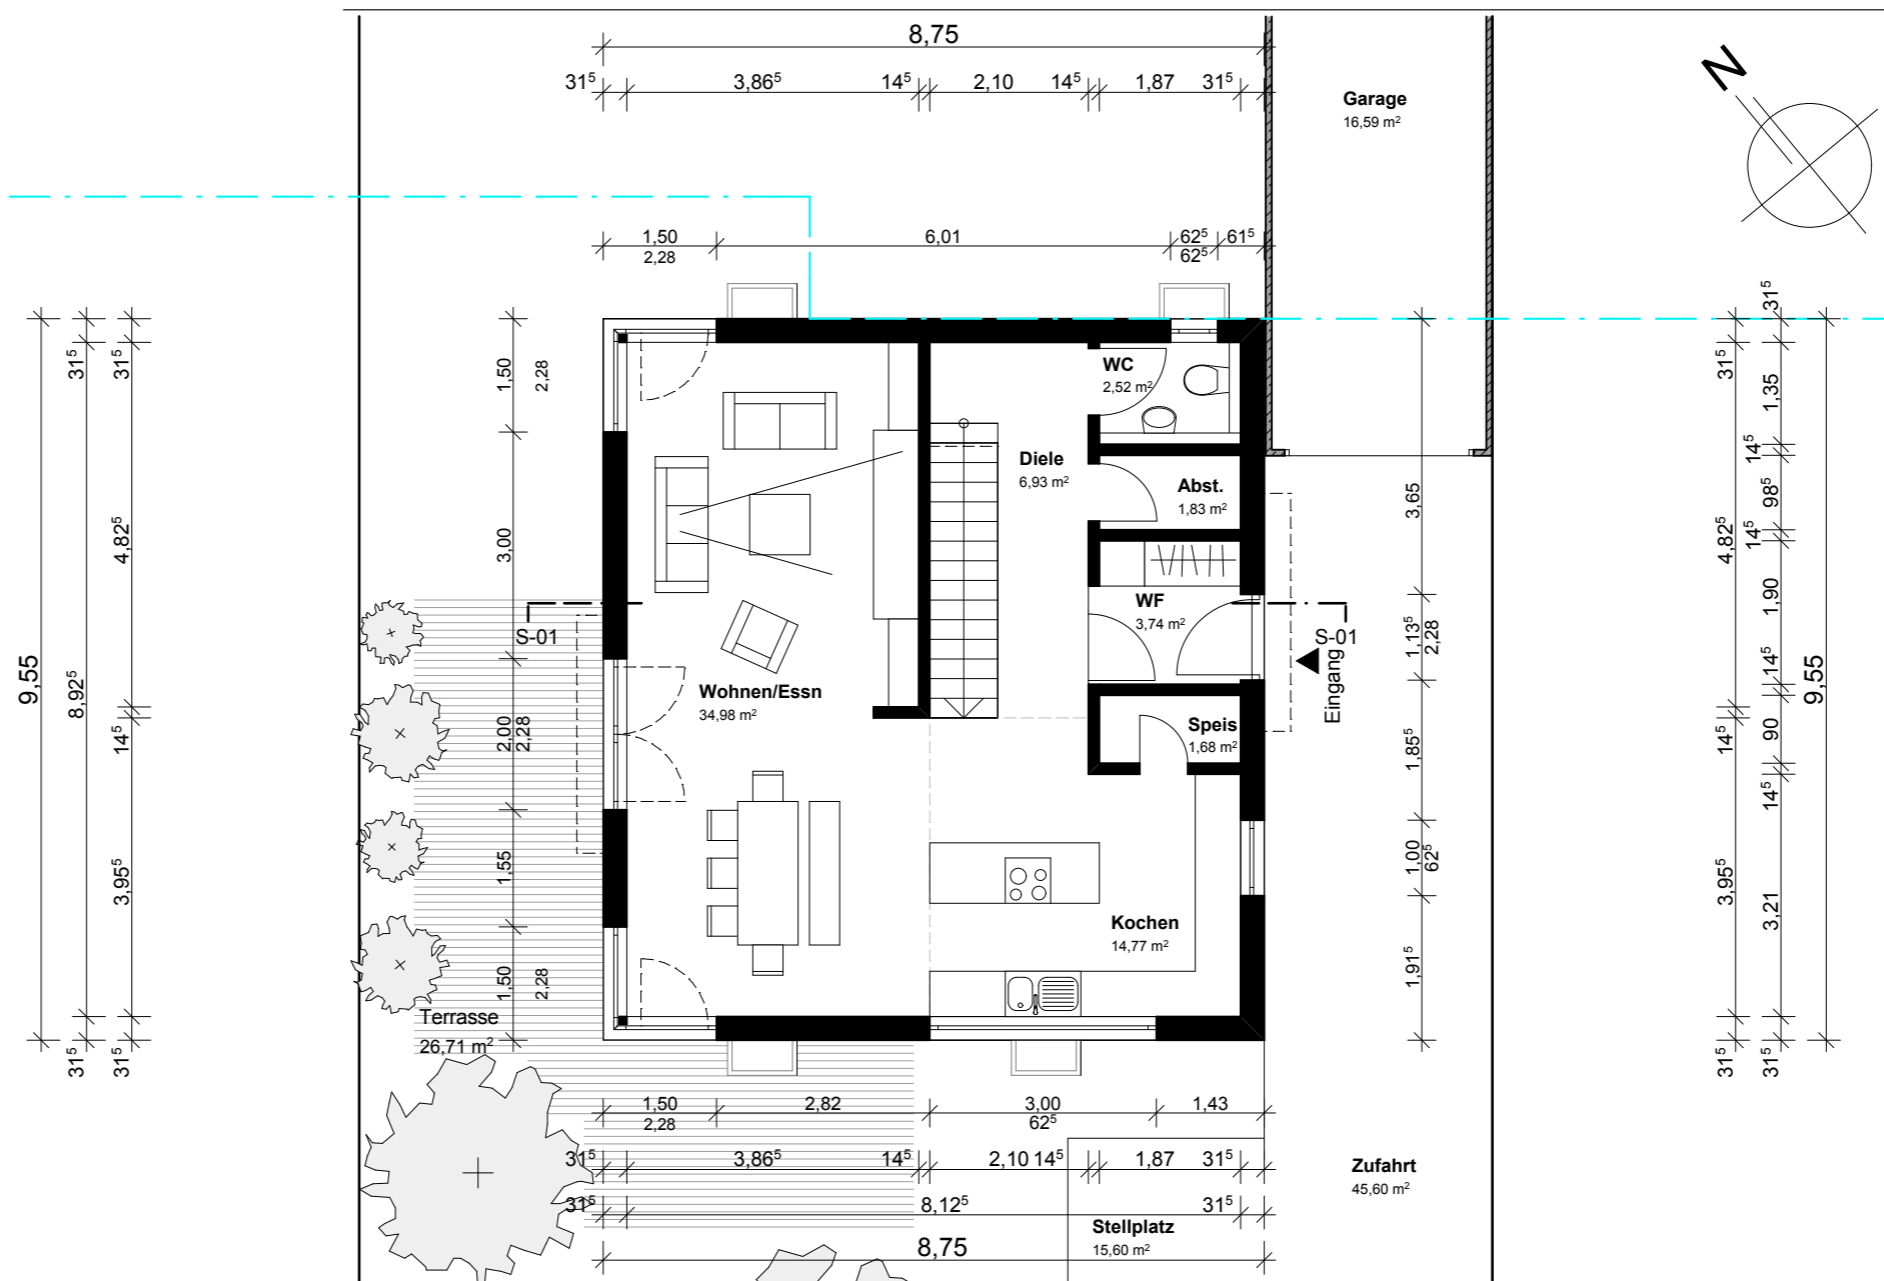 8,75
31⁵ 3,86⁵ 14⁵ 2,10 14⁵ 1,87 31⁵
Garage
16,59 m²
N
1,50 6,01 62⁵ 61⁵
2,28 62⁵
WC
2,52 m²
Diele
6,93 m²
Abst.
1,83 m²
WF
3,74 m²
S-01
S-01
Eingang
Wohnen/Essn
34,98 m²
Speis
1,68 m²
Kochen
14,77 m²
Terrasse
26,71 m²
9,55
31⁵ 8,92⁵ 31⁵
31⁵ 4,82⁵ 14⁵ 3,95⁵ 31⁵
1,50 3,00 2,00 1,55 1,50
2,28 2,28 2,28
3,65 1,13⁵ 1,85⁵ 1,00 1,91⁵
2,28 62⁵
31⁵ 4,82⁵ 14⁵ 3,95⁵ 31⁵
31⁵ 1,35 14⁵ 98⁵ 14⁵ 1,90 14⁵ 90 14⁵ 3,21 31⁵
9,55
1,50 2,82 3,00 1,43
2,28 62⁵
31⁵ 3,86⁵ 14⁵ 2,10 14⁵ 1,87 31⁵
31⁵ 8,12⁵ 31⁵
8,75
Zufahrt
45,60 m²
Stellplatz
15,60 m²